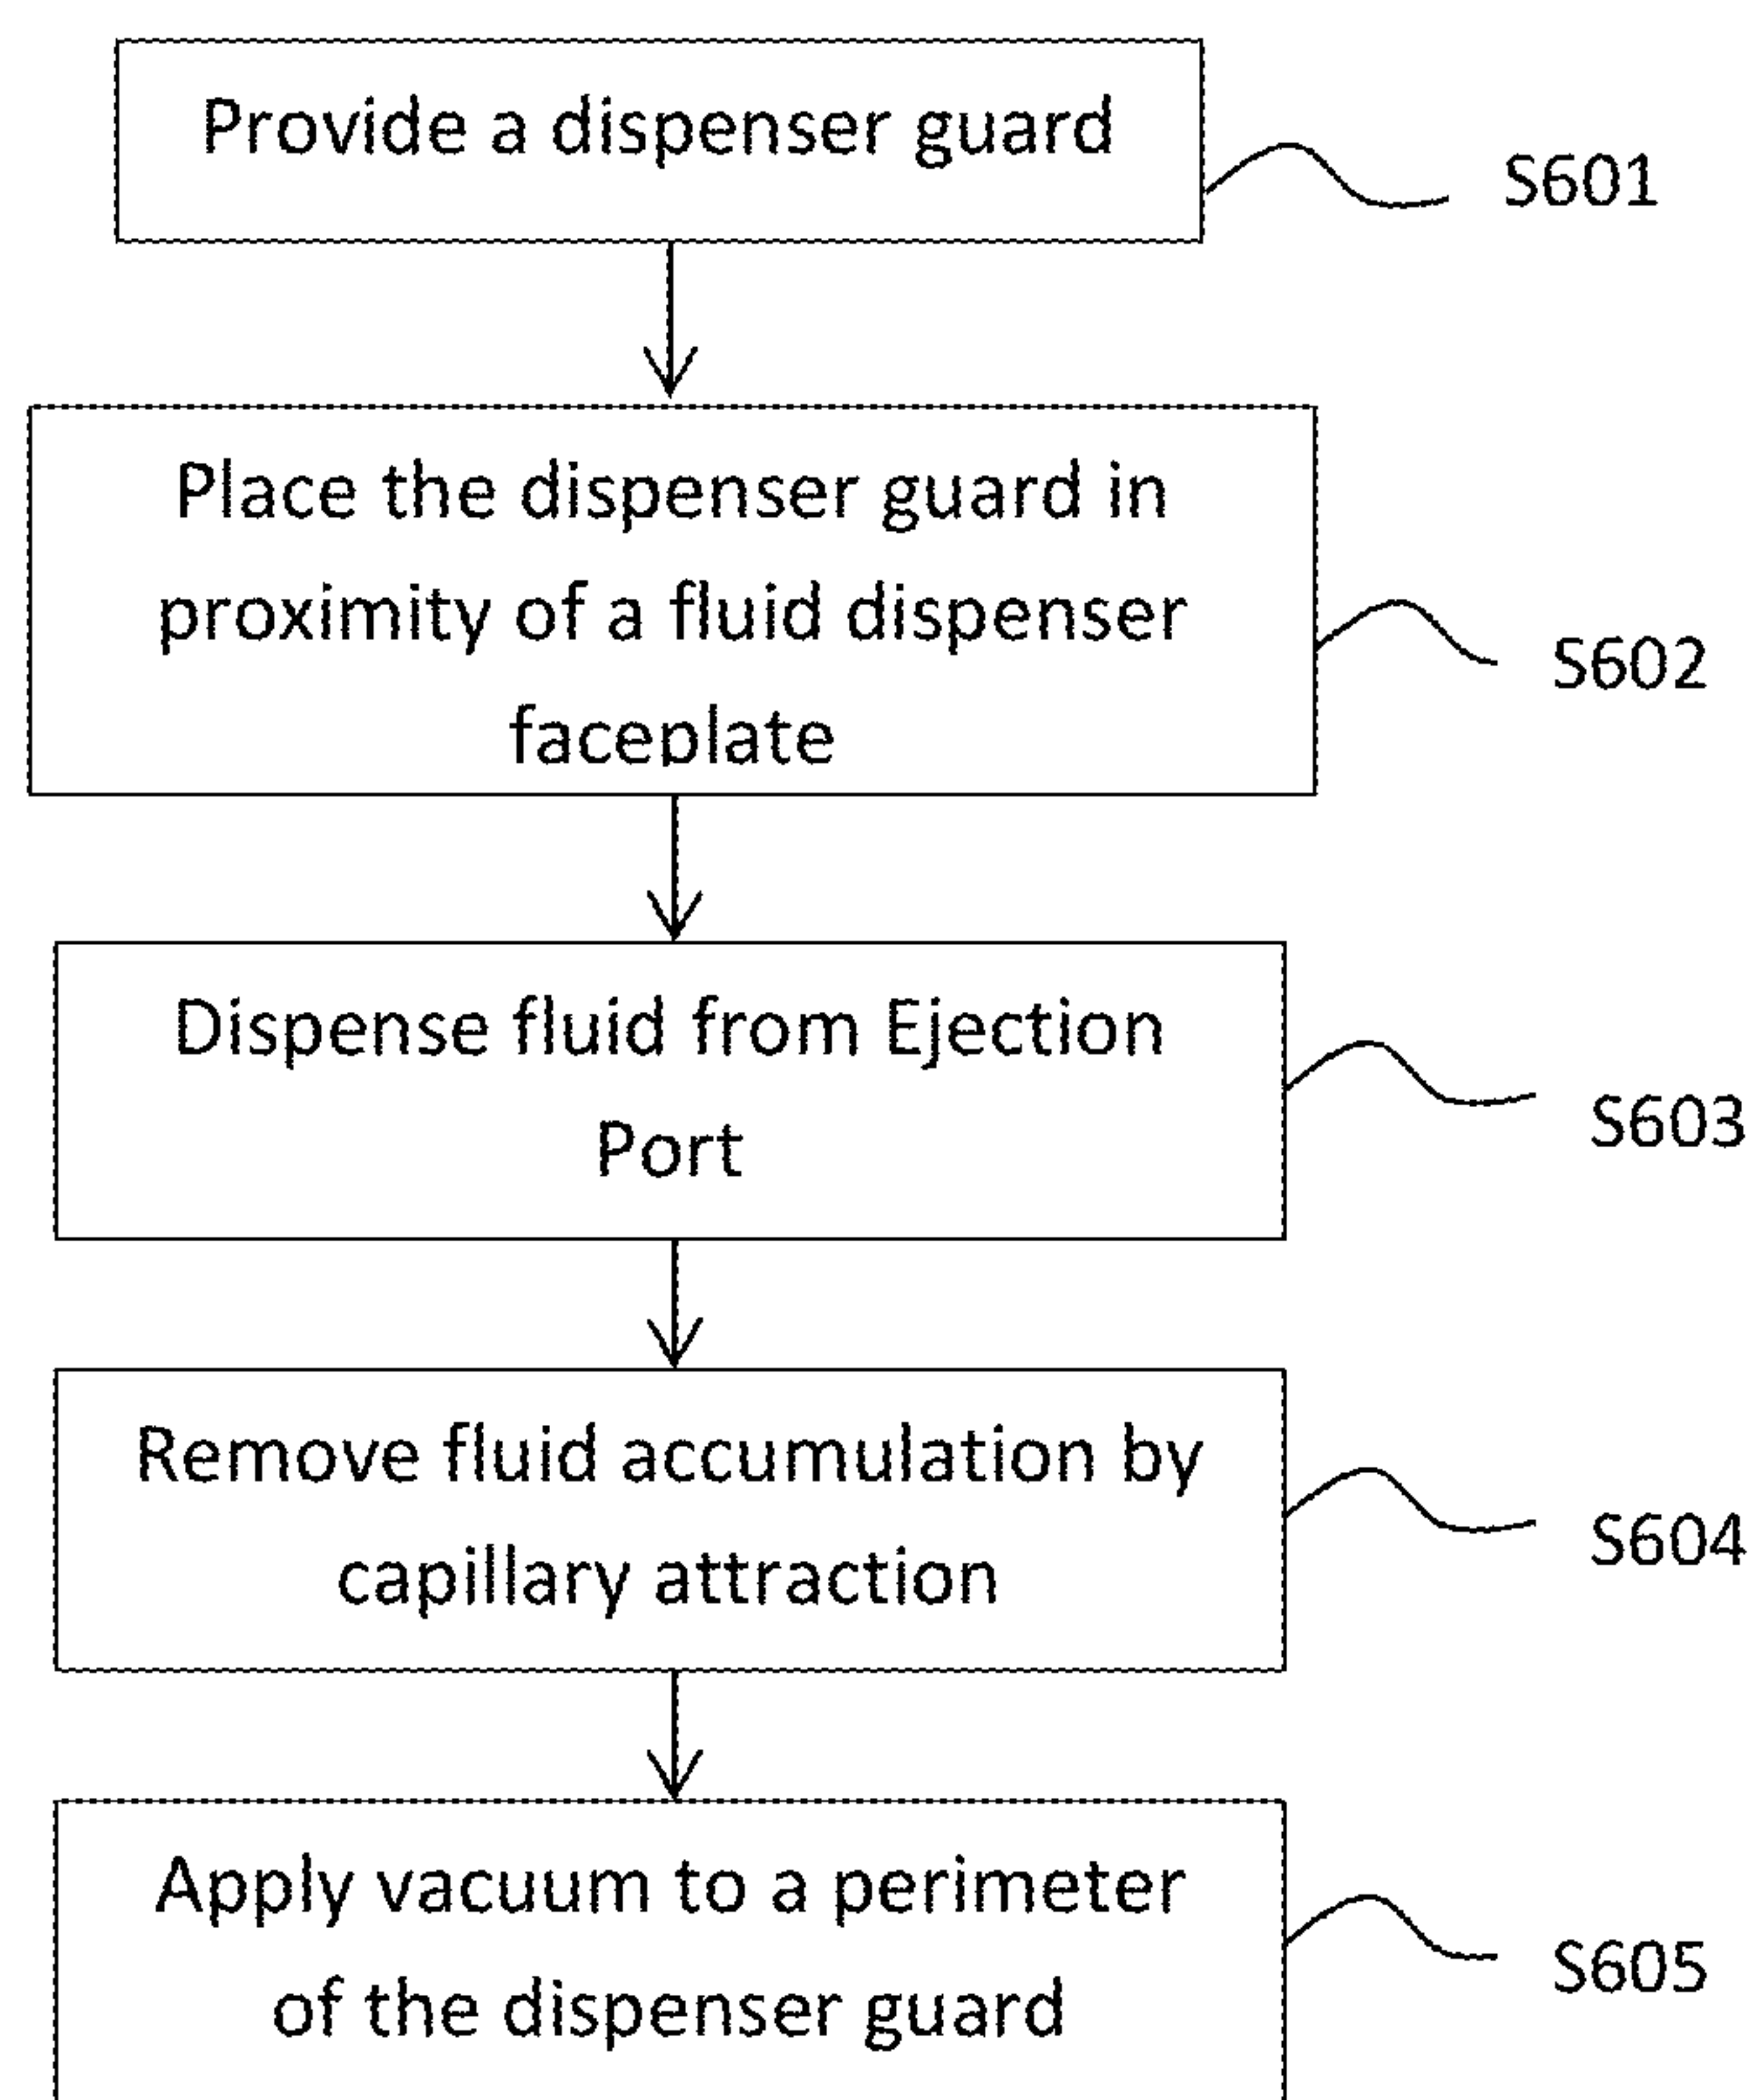 Provide a dispenser guard
S601
Place the dispenser guard in
proximity of a fluid dispenser
faceplate
S602
Dispense fluid from Ejection
Port
S603
Remove fluid accumulation by
capillary attraction
S604
Apply vacuum to a perimeter
of the dispenser guard
S605